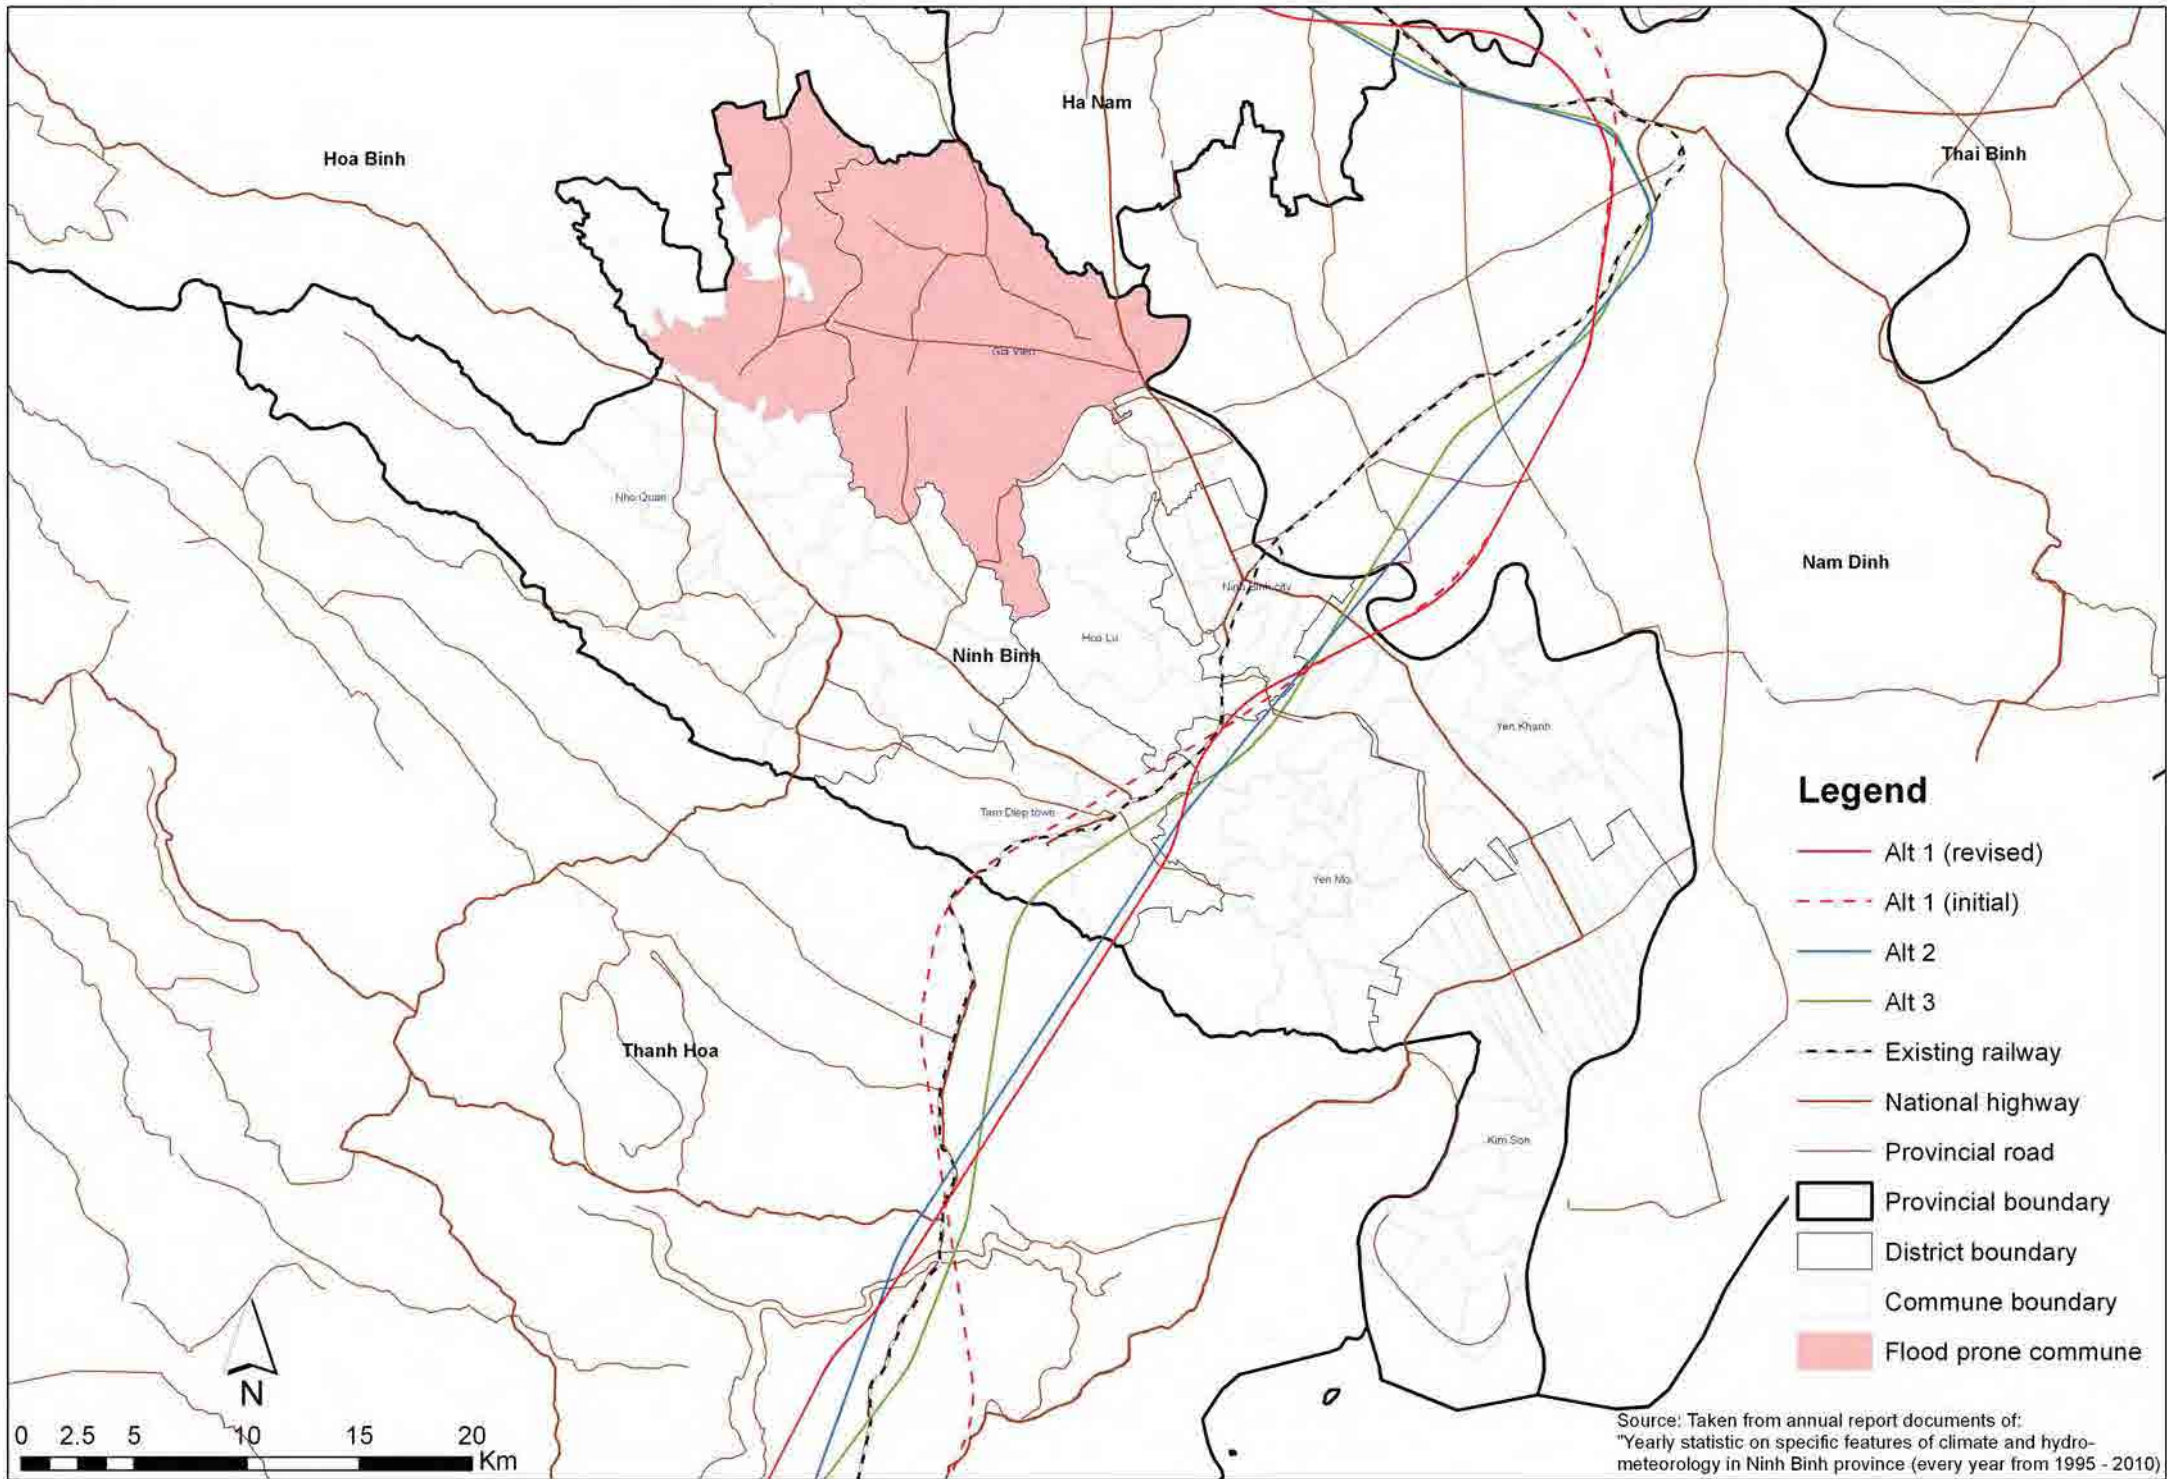 Ha Nam
Hoa Binh
Thai Binh
Gia Vien
Nho Quan
Nam Dinh
Ninh Binh city
Hoa Lu
Ninh Binh
Yen Khanh
Tam Diep town
Yen Mo
Thanh Hoa
Kim Son
Legend
Alt 1 (revised)
Alt 1 (initial)
Alt 2
Alt 3
Existing railway
National highway
Provincial road
Provincial boundary
District boundary
Commune boundary
Flood prone commune
N
0 2.5 5 10 15 20
Km
Source: Taken from annual report documents of:
"Yearly statistic on specific features of climate and hydro-
meteorology in Ninh Binh province (every year from 1995 - 2010)